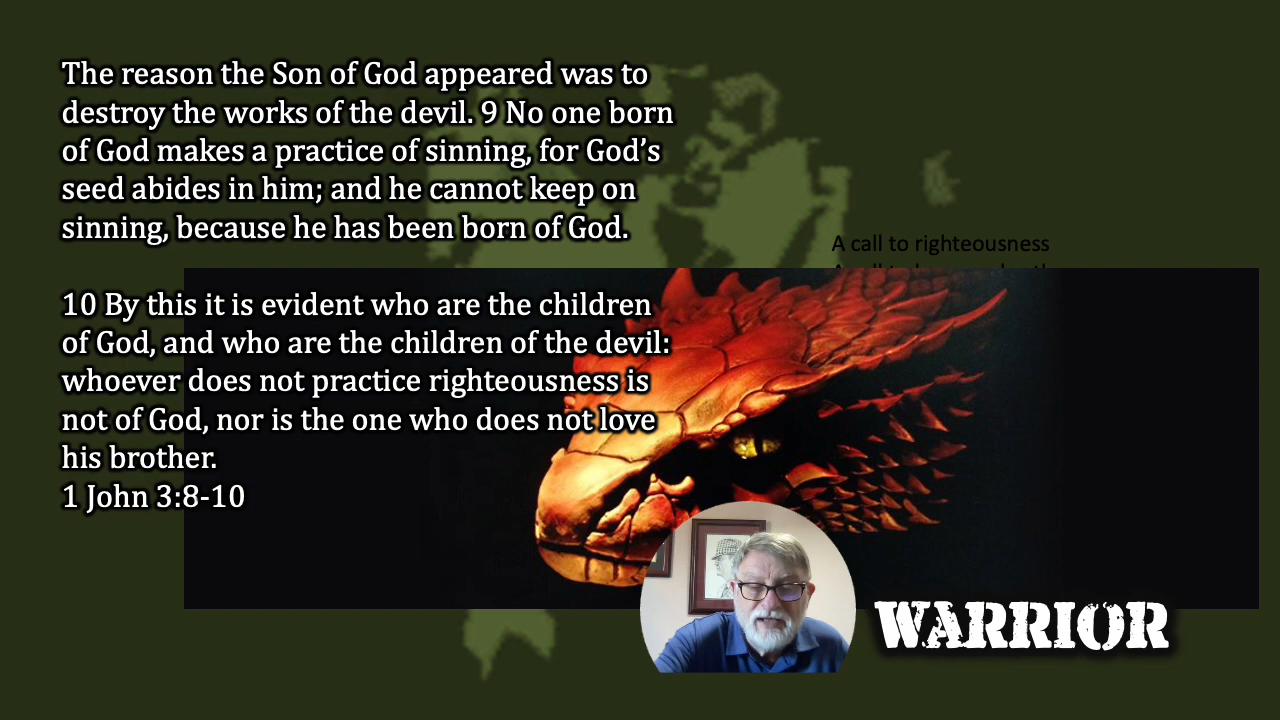 The reason the Son of God appeared was to
destroy the works of the devil. 9 No one born
of God makes a practice of sinning, for God’s
seed abides in him; and he cannot keep on
sinning, because he has been born of God.
10 By this it is evident who are the children
of God, and who are the children of the devil:
whoever does not practice righteousness is
not of God, nor is the one who does not love
his brother.
1 John 3:8-10
A call to righteousness
WARRIOR